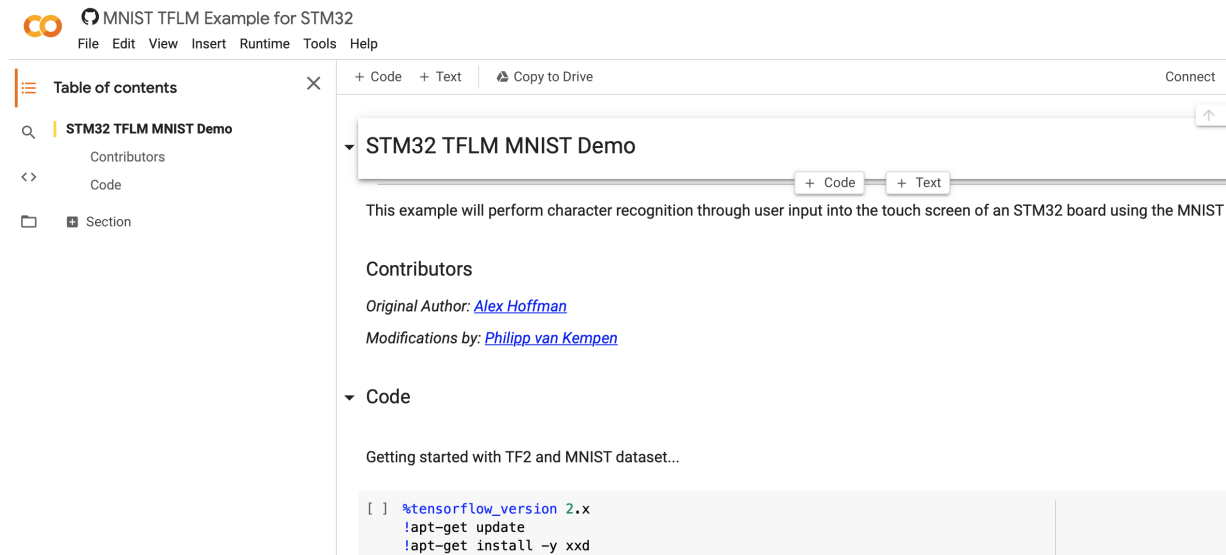 MNIST TFLM Example for STM32
File Edit View Insert Runtime Tools Help
Table of contents
STM32 TFLM MNIST Demo
Contributors
Code
Section
+ Code + Text Copy to Drive Connect
STM32 TFLM MNIST Demo
+ Code + Text
This example will perform character recognition through user input into the touch screen of an STM32 board using the MNIST
Contributors
Original Author: Alex Hoffman
Modifications by: Philipp van Kempen
Code
Getting started with TF2 and MNIST dataset...
[ ] %tensorflow_version 2.x
!apt-get update
!apt-get install -y xxd